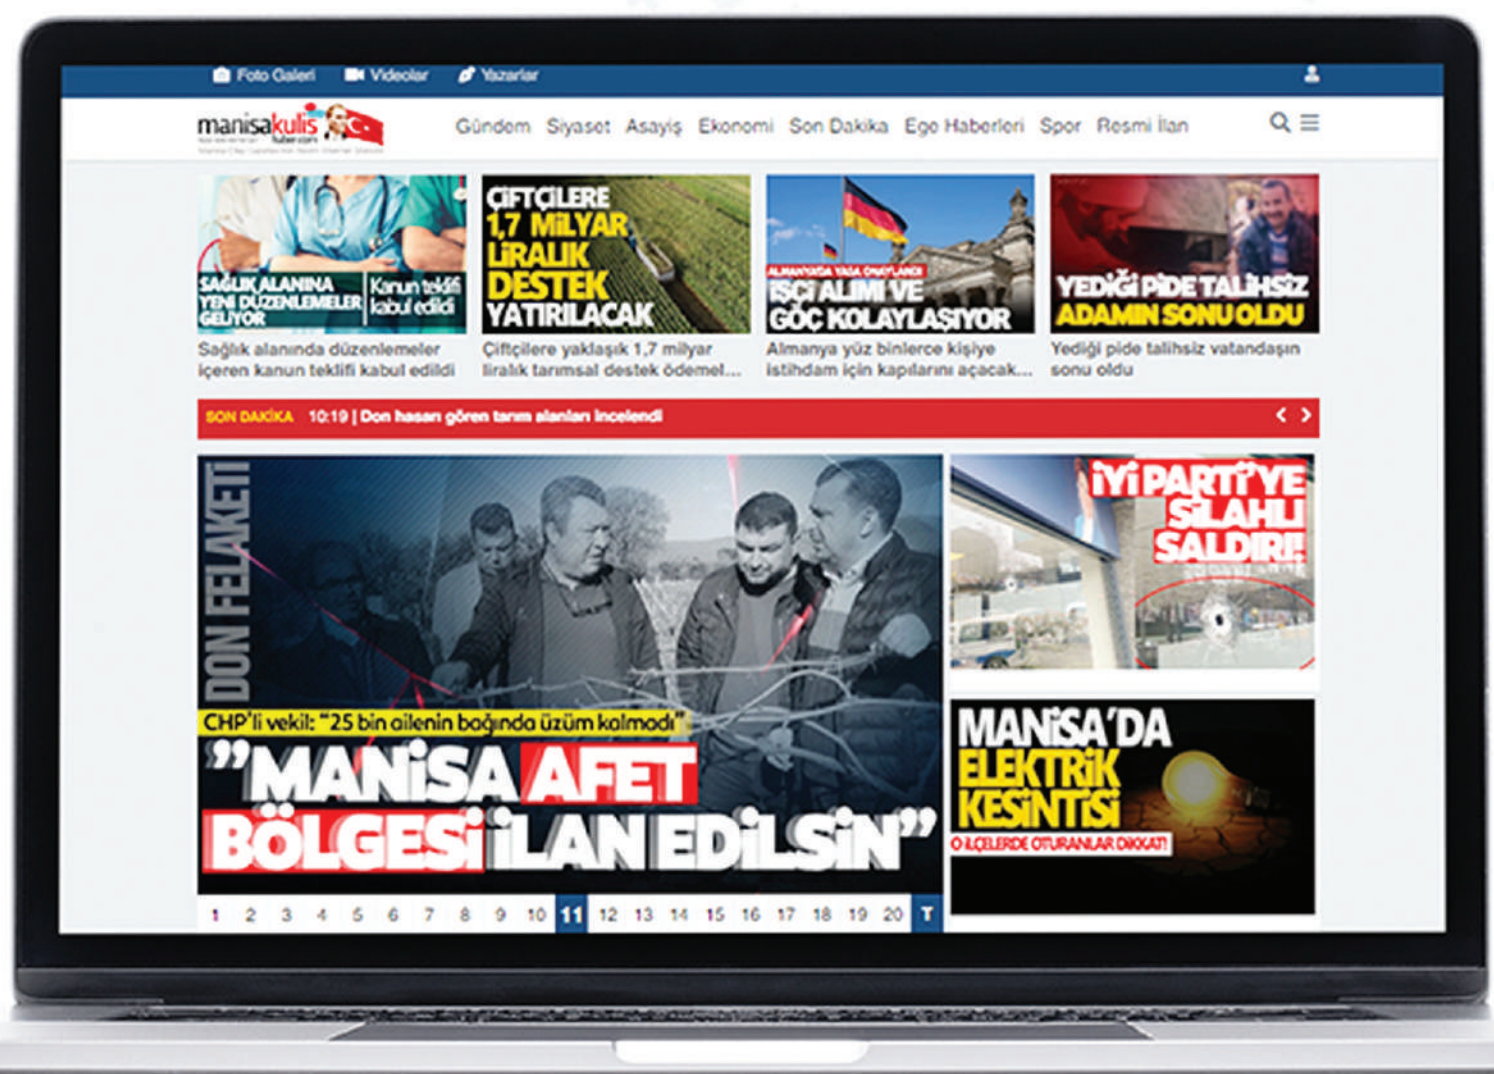 Foto Galeri Videolar Yazarlar
manisakulis
haber.com
Gündem Siyaset Asayiş Ekonomi Son Dakika Ege Haberleri Spor Resmi İlan
SAĞLIK ALANINA
YENİ DÜZENLEMELER
GELİYOR
Kanun teklifi
kabul edildi
Sağlık alanında düzenlemeler
içeren kanun teklifi kabul edildi
ÇİFTÇİLERE
1,7 MİLYAR
LİRALIK
DESTEK
YATIRILACAK
Çiftçilere yaklaşık 1,7 milyar
liralık tarımsal destek ödemel...
ALMANYA'DA YASA ONAYLANDI
İŞÇİ ALIMI VE
GÖÇ KOLAYLAŞIYOR
Almanya yüz binlerce kişiye
istihdam için kapılarını açacak...
YEDİĞİ PİDE TALİHSİZ
ADAMIN SONU OLDU
Yediği pide talihsiz vatandaşın
sonu oldu
SON DAKİKA 10:19 | Don hasarı gören tarım alanları incelendi
DON FELAKETİ
CHP'li vekil: "25 bin ailenin bağında üzüm kalmadı"
"MANİSA AFET
BÖLGESİ İLAN EDİLSİN"
1 2 3 4 5 6 7 8 9 10 11 12 13 14 15 16 17 18 19 20 T
İYİ PARTİ'YE
SİLAHLI
SALDIRI!
MANİSA'DA
ELEKTRİK
KESİNTİSİ
O İLÇELERDE OTURANLAR DİKKAT!